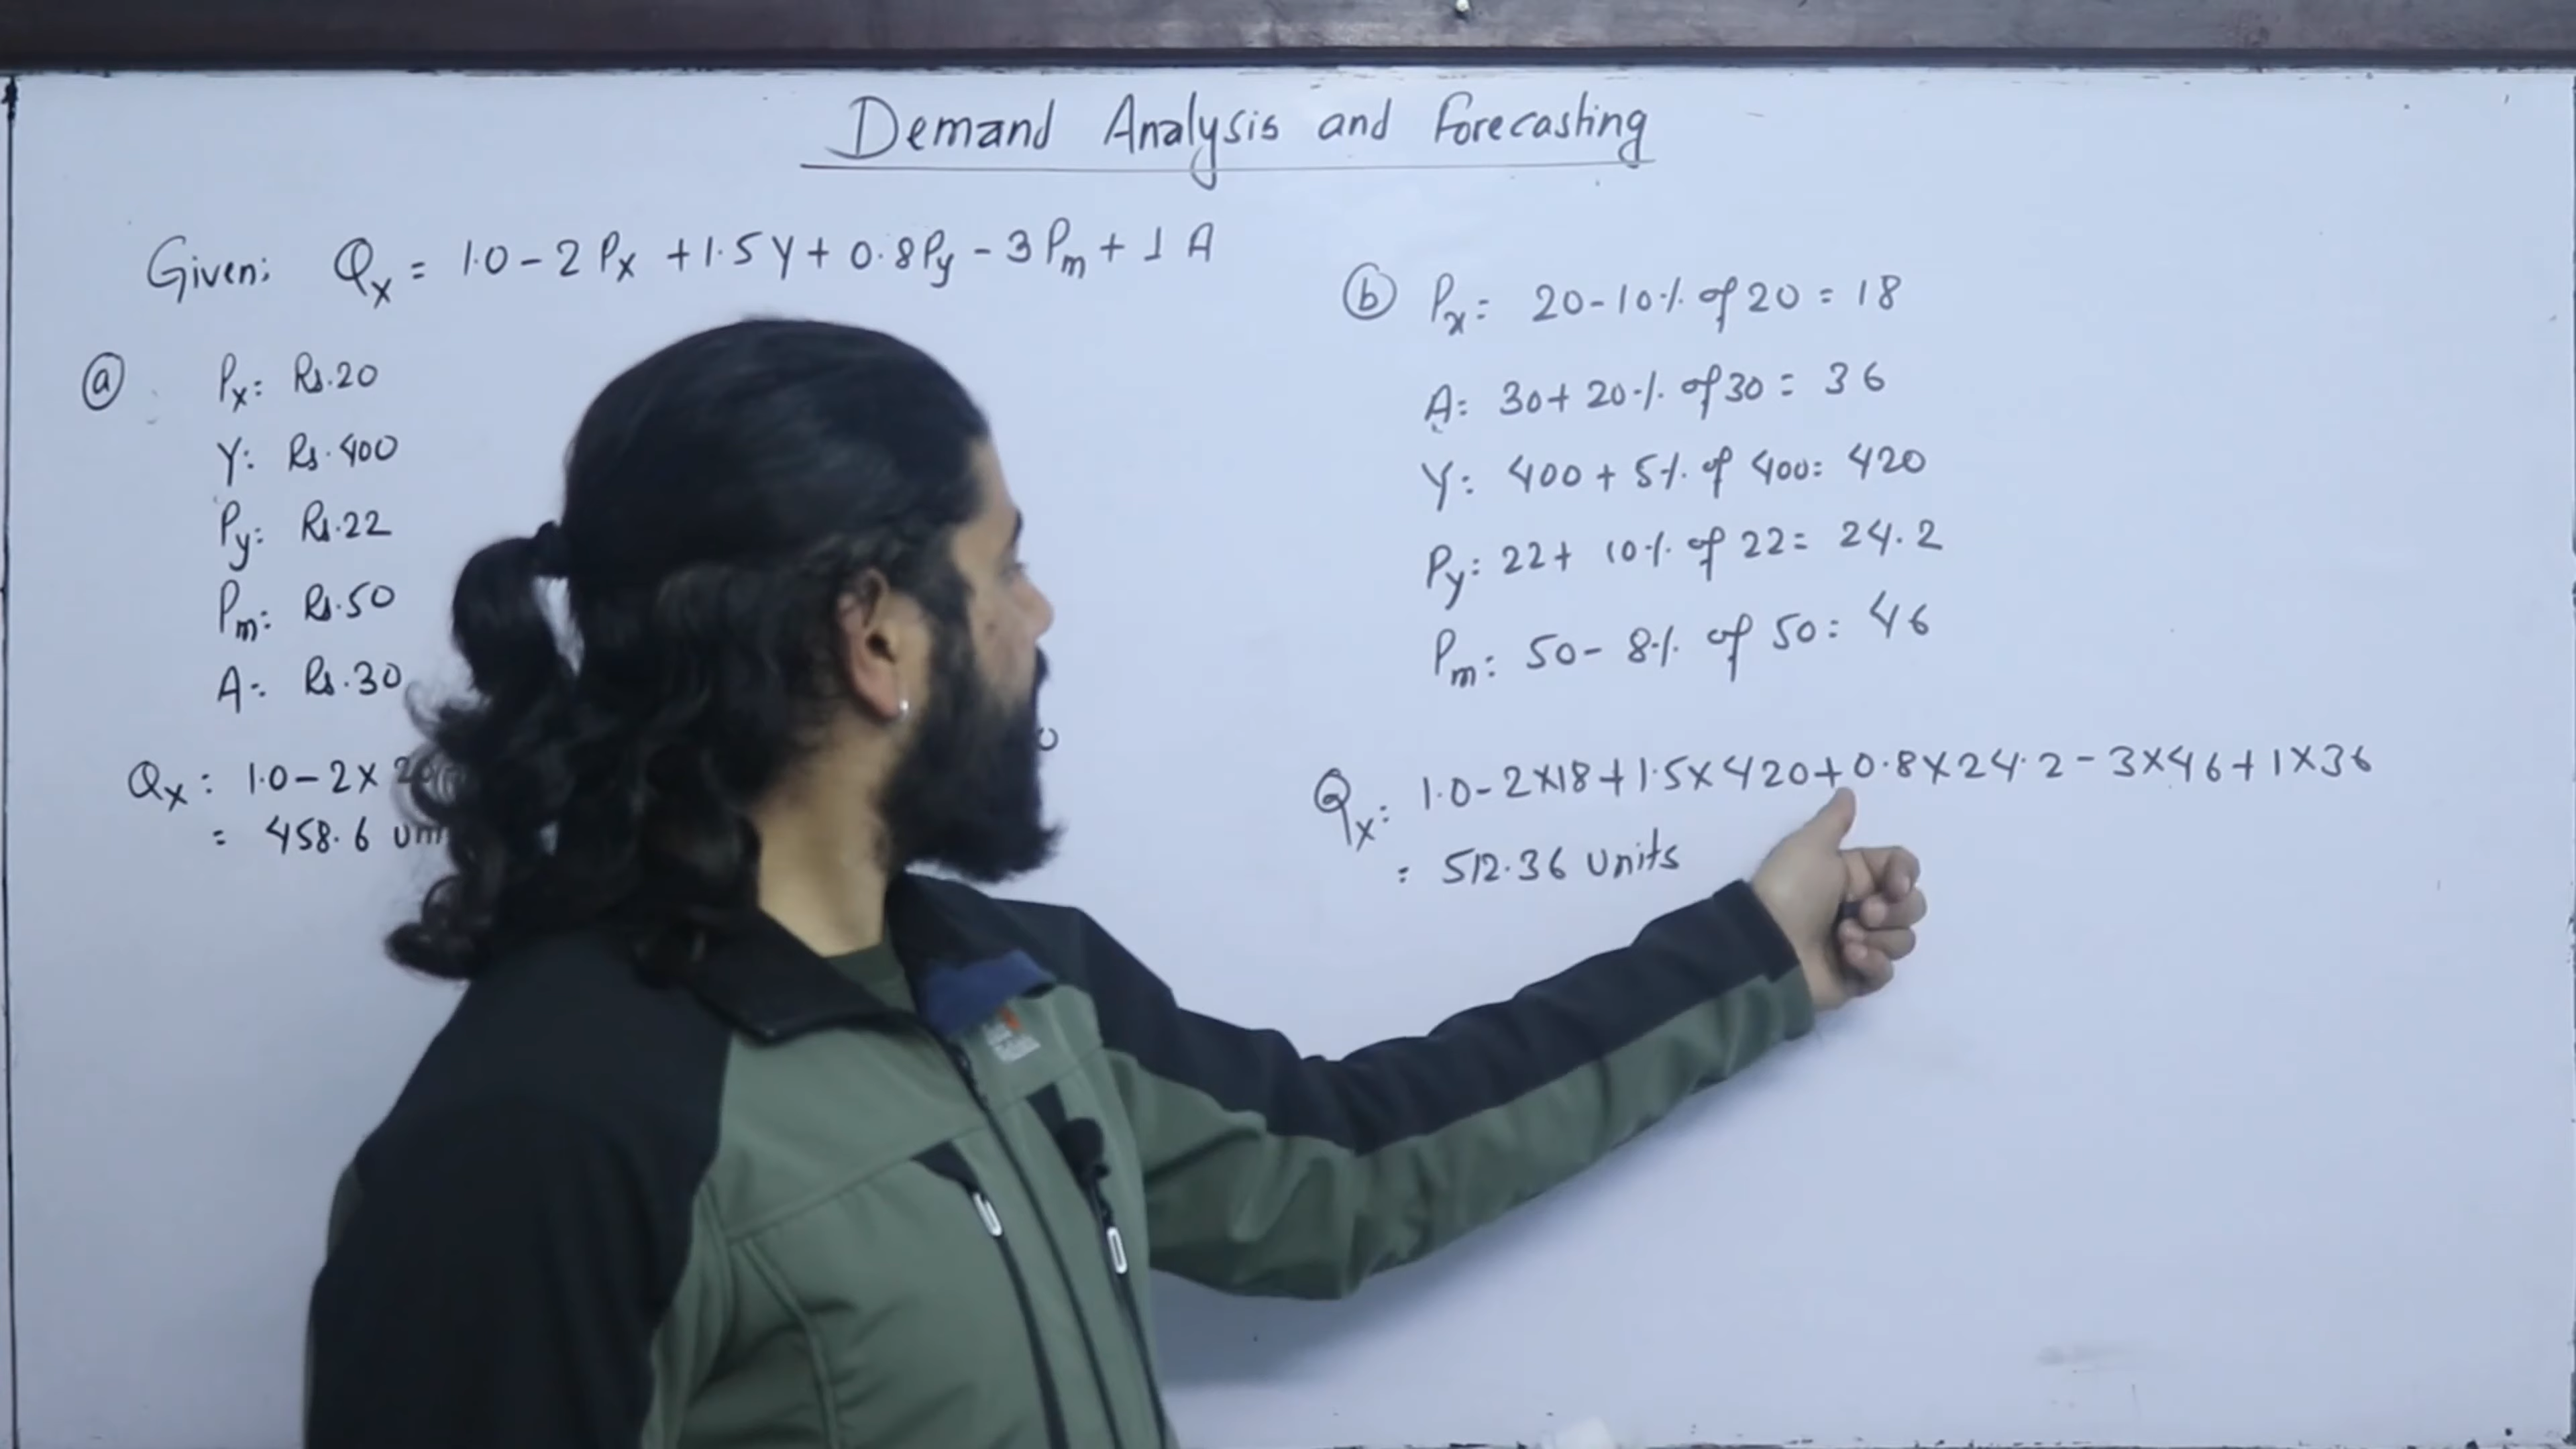 Demand Analysis and Forecasting
Given: Qx = 1.0 - 2 Px + 1.5 Y + 0.8 Py - 3 Pm + 1 A
ⓐ Px: Rs.20
Y: Rs.400
Py: Rs.22
Pm: Rs.50
A: Rs.30
Qx: 1.0 - 2 x
= 458.6
ⓑ Px = 20 - 10% of 20 = 18
A: 30 + 20% of 30 = 36
Y: 400 + 5% of 400 = 420
Py: 22 + 10% of 22 = 24.2
Pm: 50 - 8% of 50 = 46
Qx: 1.0 - 2x18 + 1.5x420 + 0.8x24.2 - 3x46 + 1x36
= 512.36 units